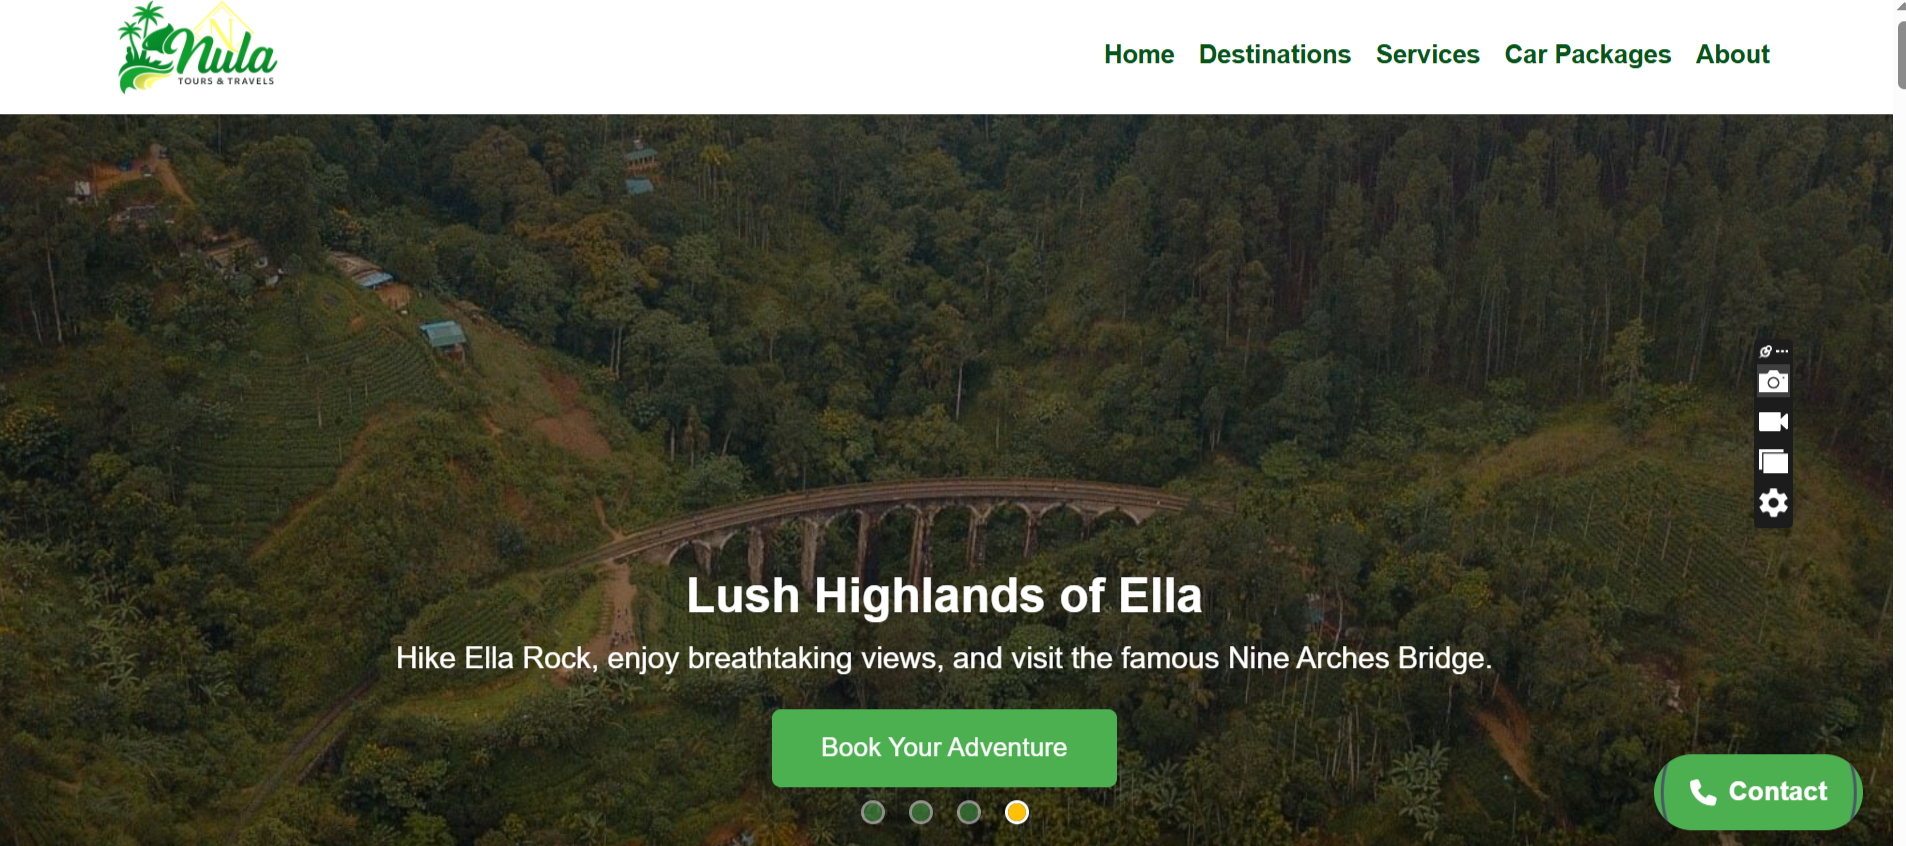 N
Nula
TOURS & TRAVELS
Home Destinations Services Car Packages About
Lush Highlands of Ella
Hike Ella Rock, enjoy breathtaking views, and visit the famous Nine Arches Bridge.
Book Your Adventure
Contact